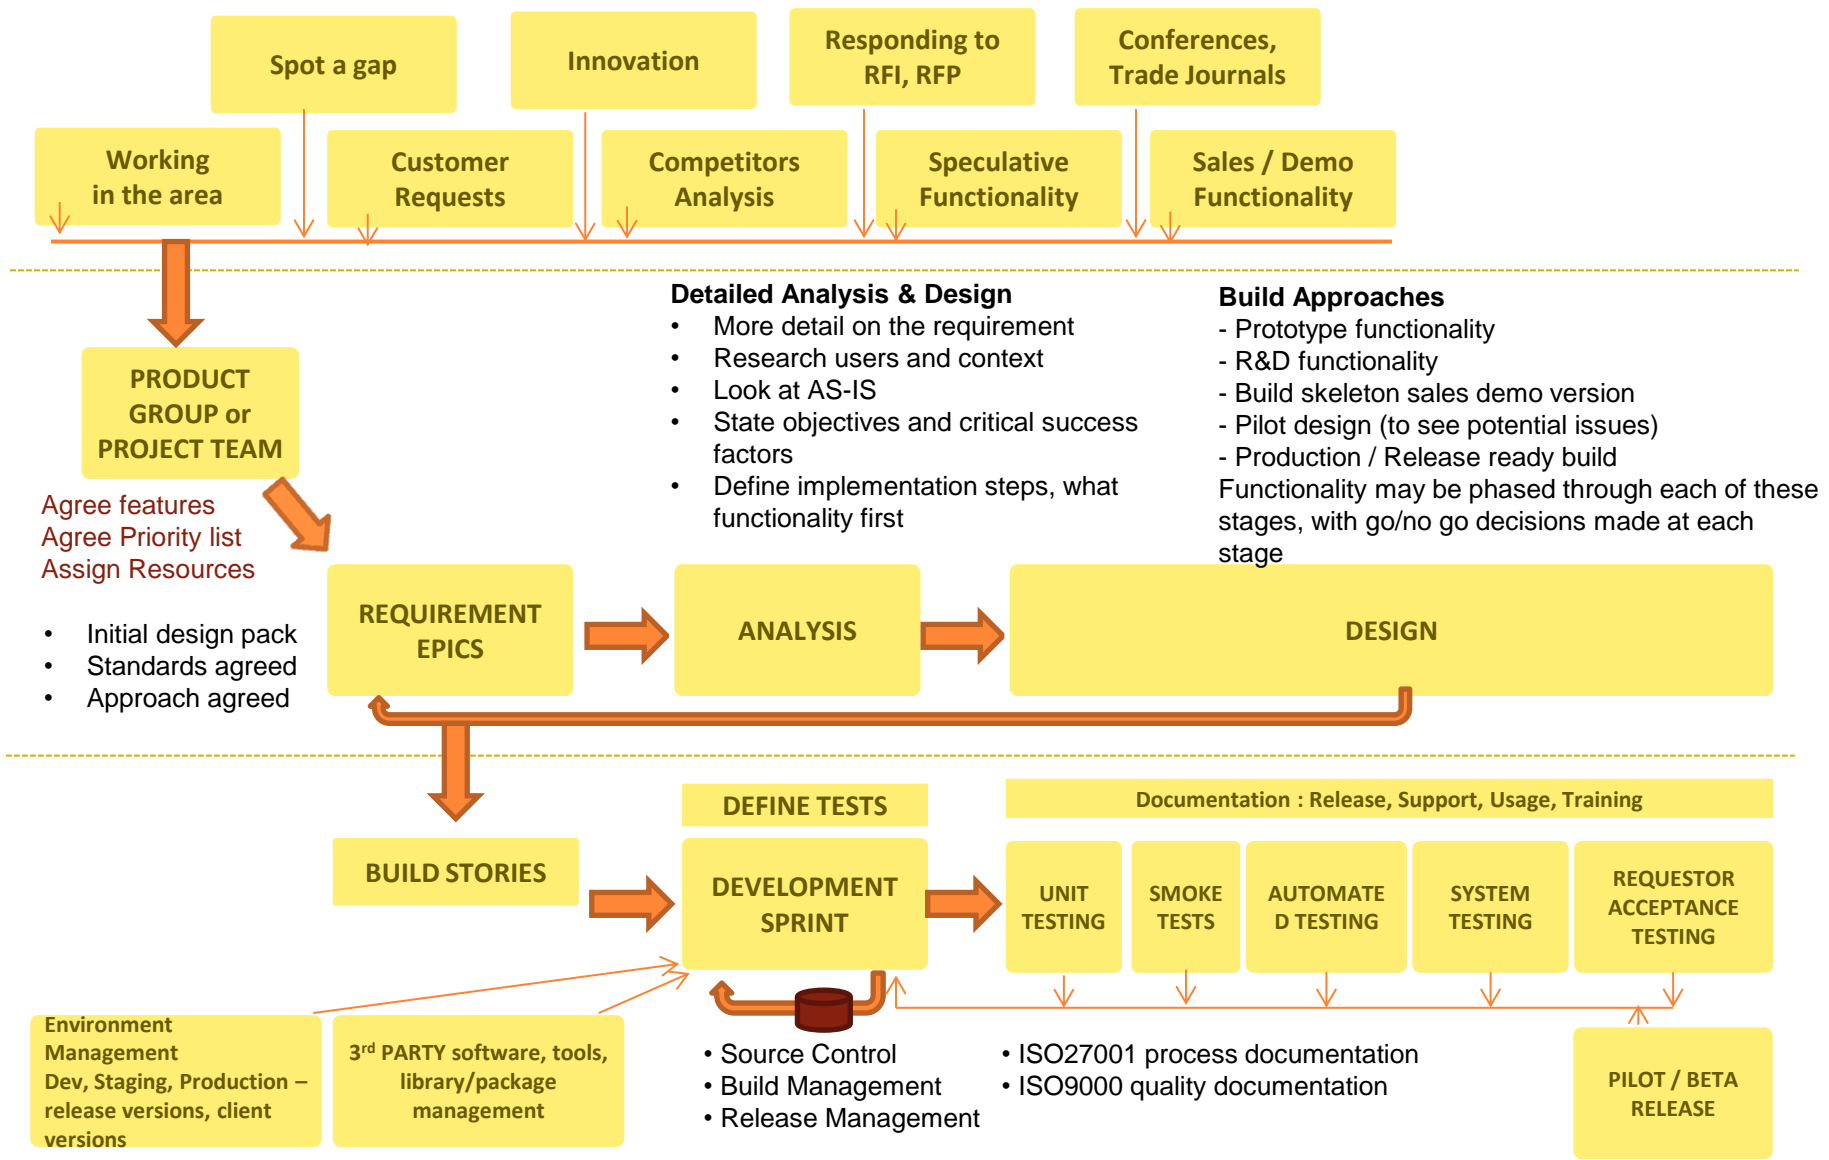 Spot a gap
Innovation
Responding to
RFI, RFP
Conferences,
Trade Journals
Working
in the area
Customer
Requests
Competitors
Analysis
Speculative
Functionality
Sales / Demo
Functionality
PRODUCT
GROUP or
PROJECT TEAM
Agree features
Agree Priority list
Assign Resources
• Initial design pack
• Standards agreed
• Approach agreed
Detailed Analysis & Design
• More detail on the requirement
• Research users and context
• Look at AS-IS
• State objectives and critical success
factors
• Define implementation steps, what
functionality first
Build Approaches
- Prototype functionality
- R&D functionality
- Build skeleton sales demo version
- Pilot design (to see potential issues)
- Production / Release ready build
Functionality may be phased through each of these
stages, with go/no go decisions made at each
stage
REQUIREMENT
EPICS
ANALYSIS
DESIGN
BUILD STORIES
DEFINE TESTS
DEVELOPMENT
SPRINT
Documentation : Release, Support, Usage, Training
UNIT
TESTING
SMOKE
TESTS
AUTOMATE
D TESTING
SYSTEM
TESTING
REQUESTOR
ACCEPTANCE
TESTING
Environment
Management
Dev, Staging, Production –
release versions, client
versions
3rd PARTY software, tools,
library/package
management
• Source Control
• Build Management
• Release Management
• ISO27001 process documentation
• ISO9000 quality documentation
PILOT / BETA
RELEASE